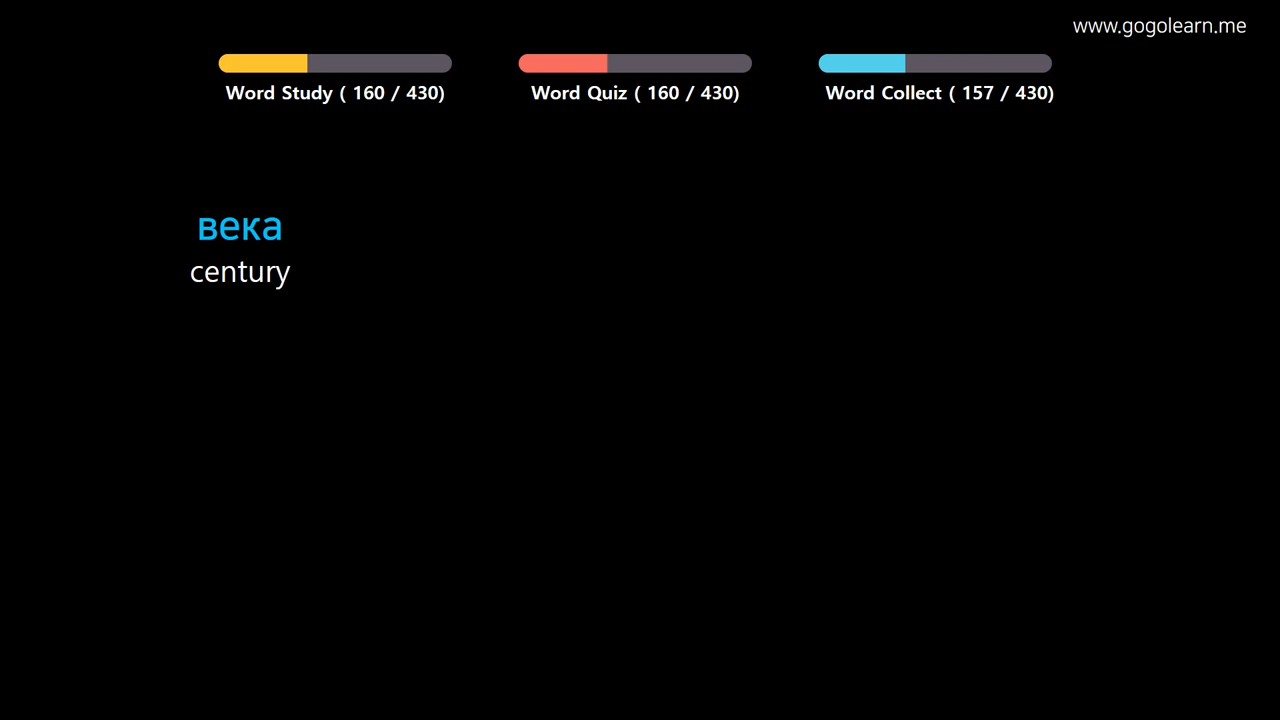 www.gogolearn.me
Word Study ( 160 / 430)
Word Quiz ( 160 / 430)
Word Collect ( 157 / 430)
века
century